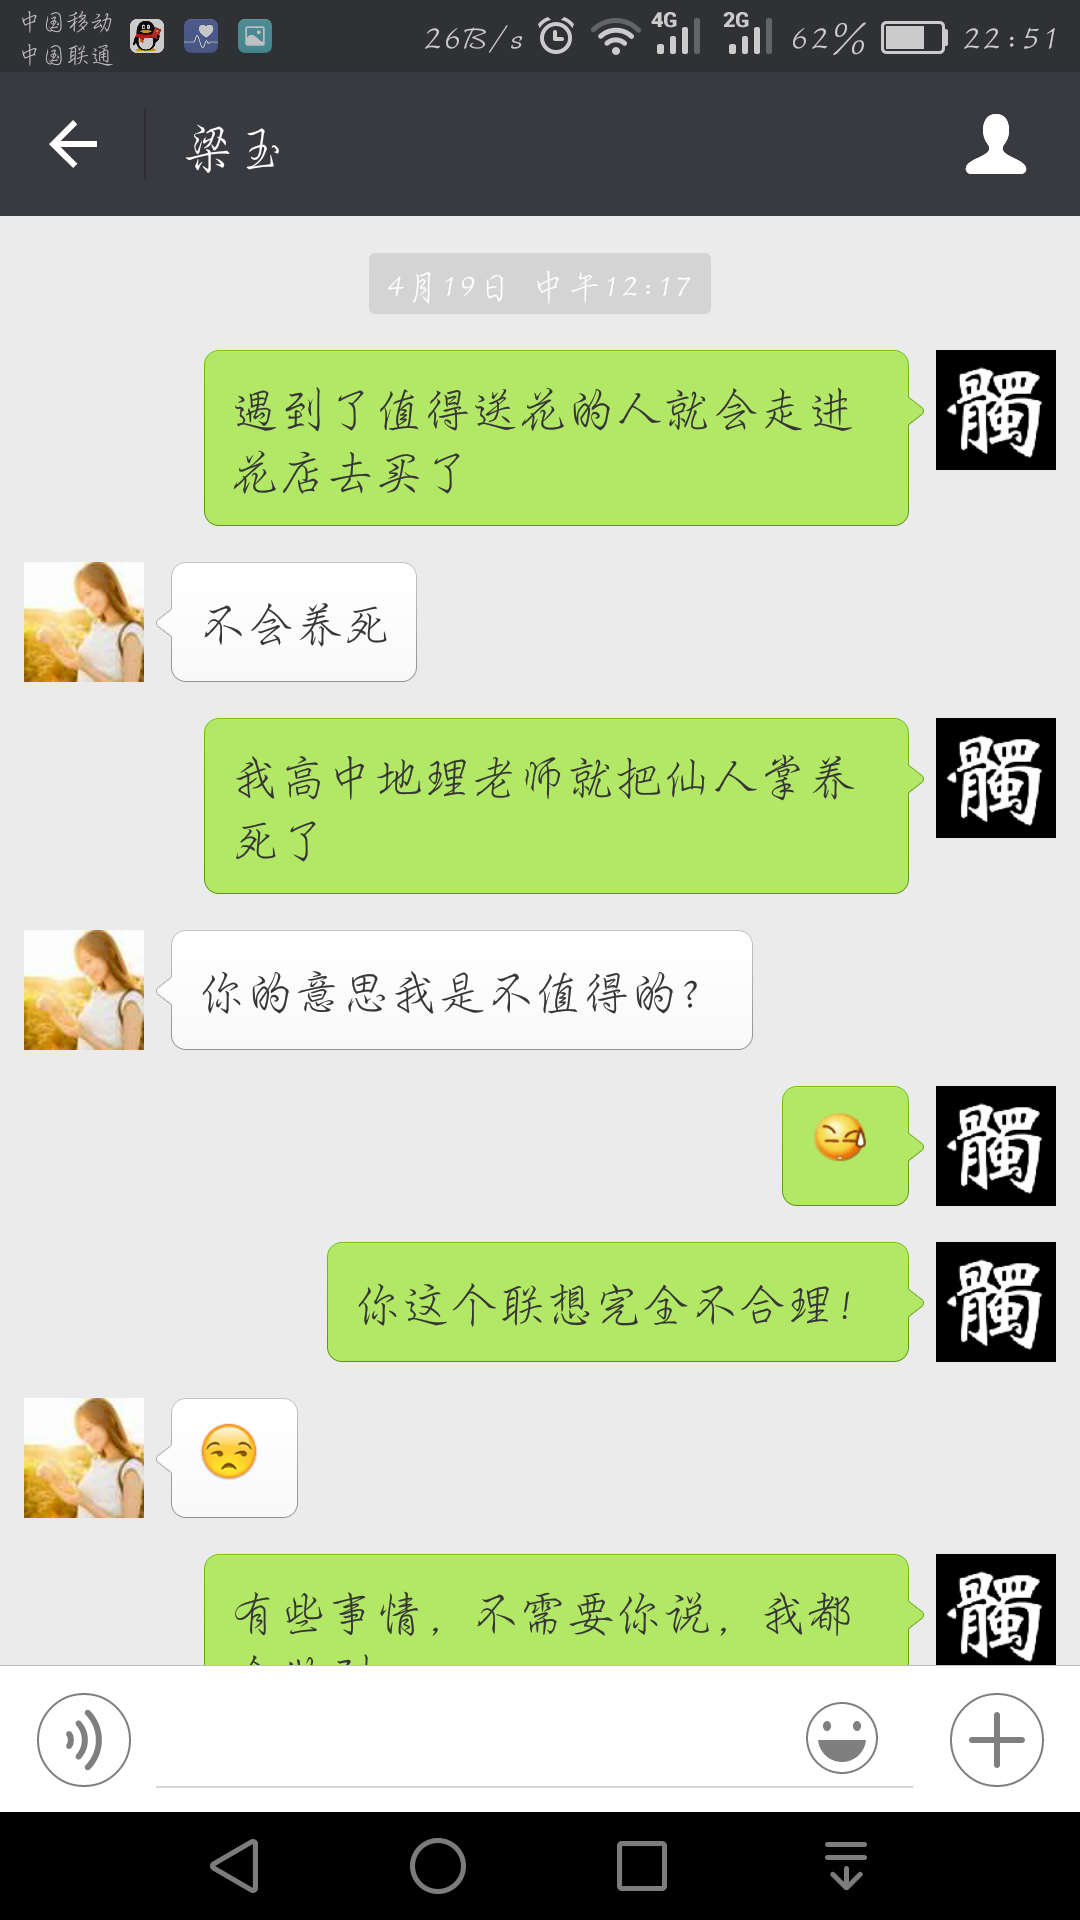 中国移动
中国联通
26B/s 4G 2G 62% 22:51
梁玉
4月19日 中午12:17
遇到了值得送花的人就会走进
花店去买了
髑
不会养死
我高中地理老师就把仙人掌养
死了
髑
你的意思我是不值得的?
髑
你这个联想完全不合理!
髑
有些事情，不需要你说，我都
髑